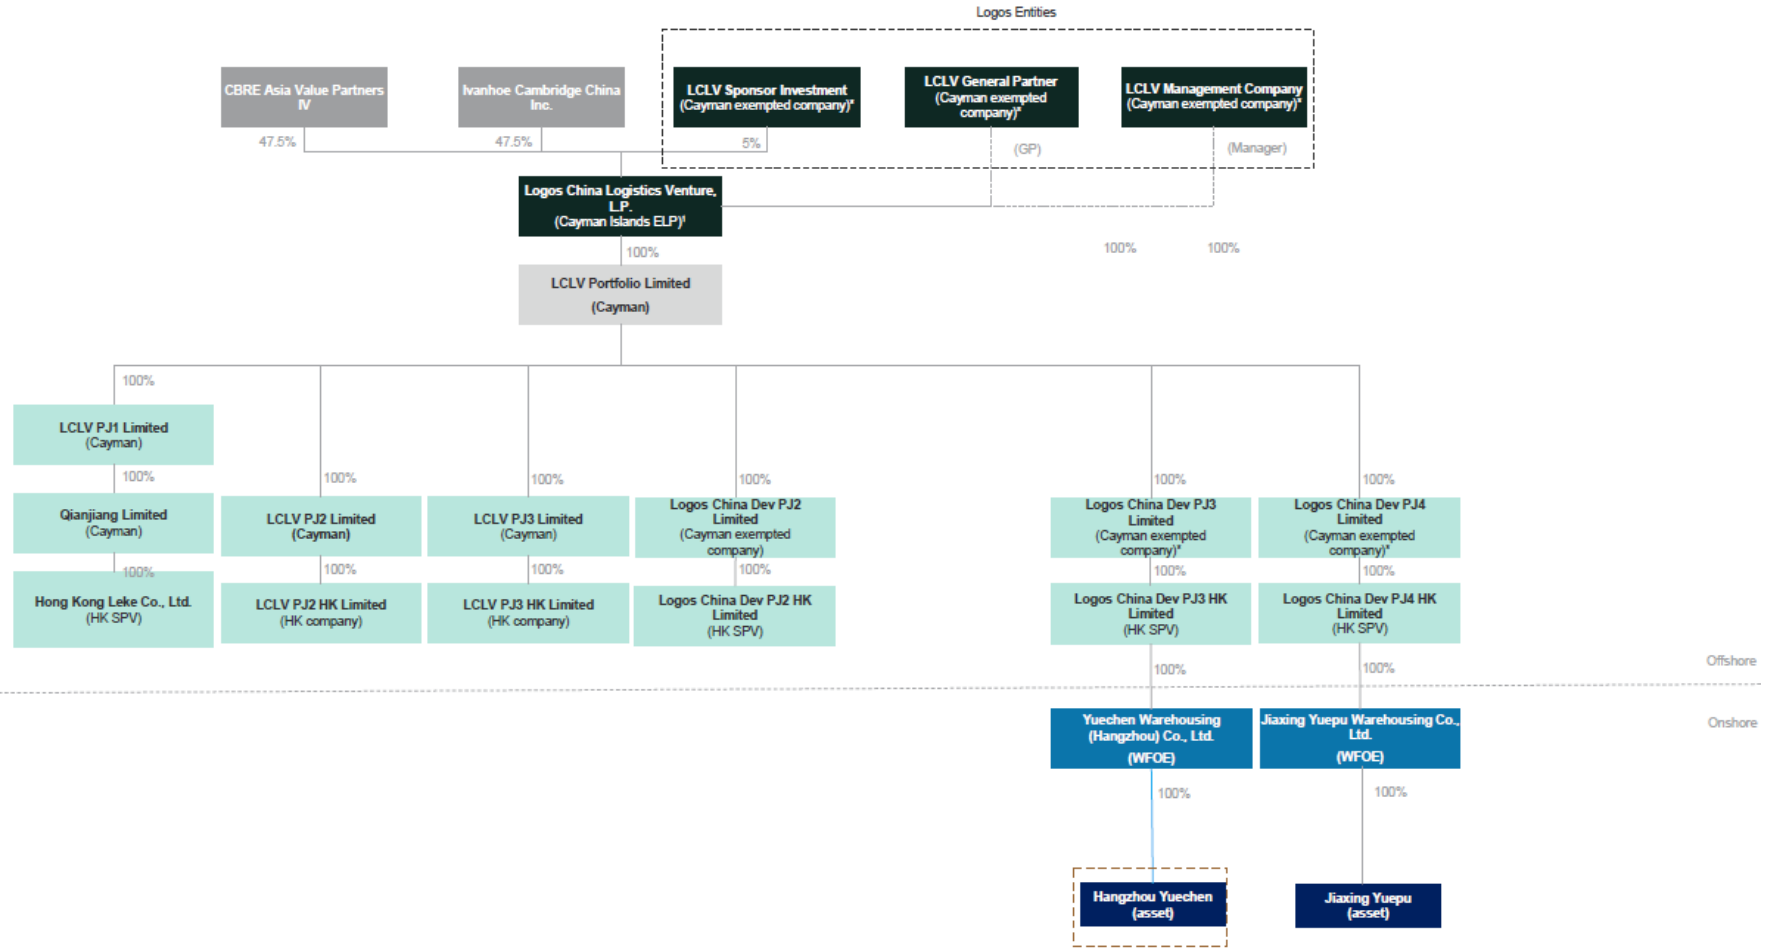 Logos Entities
CBRE Asia Value Partners
IV
Ivanhoe Cambridge China
Inc.
LCLV Sponsor Investment
(Cayman exempted company)*
LCLV General Partner
(Cayman exempted
company)*
LCLV Management Company
(Cayman exempted company)*
47.5%
47.5%
5%
(GP)
(Manager)
Logos China Logistics Venture,
L.P.
(Cayman Islands ELP)¹
100%
100%
100%
LCLV Portfolio Limited
(Cayman)
100%
LCLV PJ1 Limited
(Cayman)
100%
100%
100%
100%
100%
100%
Qianjiang Limited
(Cayman)
LCLV PJ2 Limited
(Cayman)
LCLV PJ3 Limited
(Cayman)
Logos China Dev PJ2
Limited
(Cayman exempted
company)
Logos China Dev PJ3
Limited
(Cayman exempted
company)*
Logos China Dev PJ4
Limited
(Cayman exempted
company)*
100%
100%
100%
100%
100%
100%
Hong Kong Leke Co., Ltd.
(HK SPV)
LCLV PJ2 HK Limited
(HK company)
LCLV PJ3 HK Limited
(HK company)
Logos China Dev PJ2 HK
Limited
(HK SPV)
Logos China Dev PJ3 HK
Limited
(HK SPV)
Logos China Dev PJ4 HK
Limited
(HK SPV)
100%
100%
Offshore
Onshore
Yuechen Warehousing
(Hangzhou) Co., Ltd.
(WFOE)
Jiaxing Yuepu Warehousing Co.,
Ltd.
(WFOE)
100%
100%
Hangzhou Yuechen
(asset)
Jiaxing Yuepu
(asset)